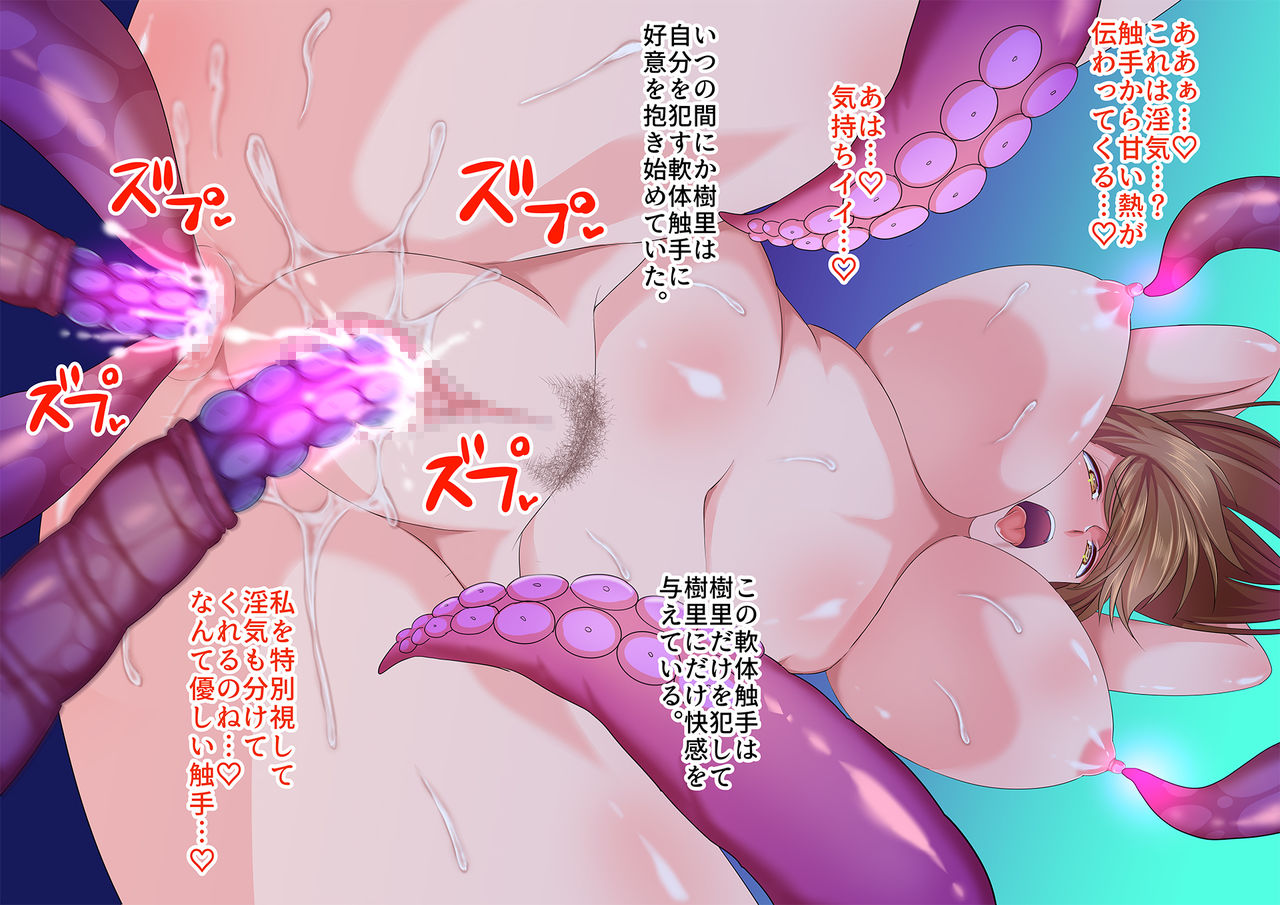 ああぁ…♡
これは淫気…？
触手から甘い熱が
伝わってくる…♡
あは…♡
気持ちイイ…♡
いつの間にか樹里は
自分を犯す軟体触手に
好意を抱き始めていた。
ズプ♥
ズプ♥
ズプ♥
ズプ♥
この軟体触手は
樹里だけを犯して
樹里にだけ快感を
与えている。
私を特別視して
淫気も分けて
くれるのね…♡
なんて優しい触手…♡